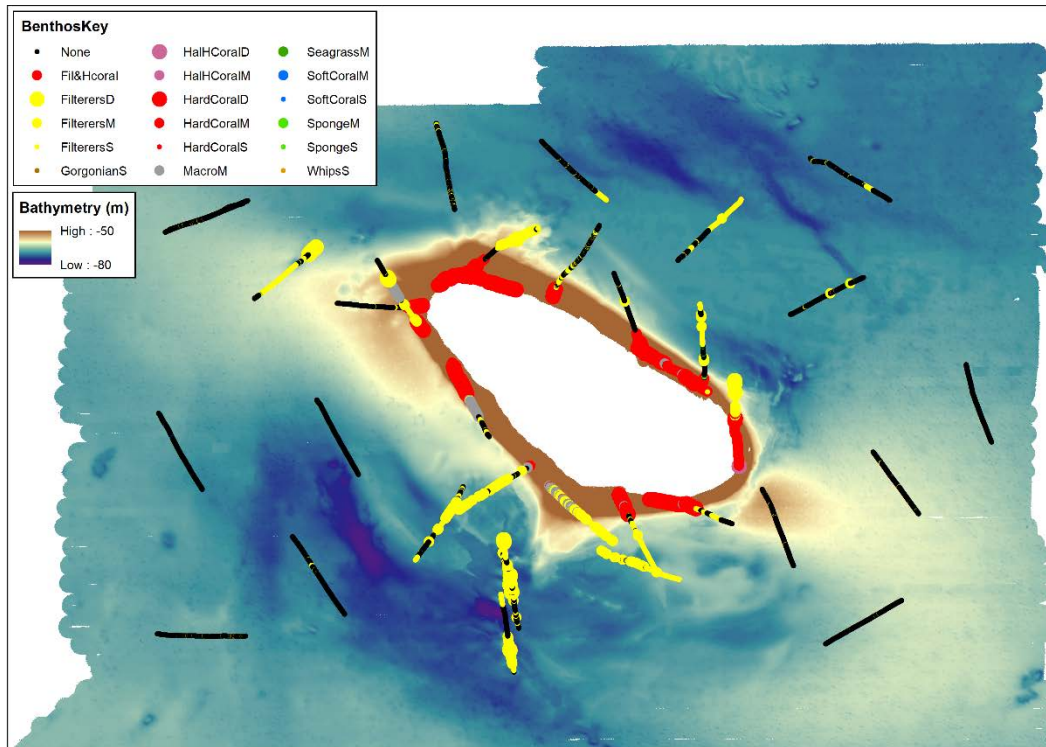 BenthosKey
None
Fil&Hcoral
FilterersD
FilterersM
FilterersS
GorgonianS
HalHCoralD
HalHCoralM
HardCoralD
HardCoralM
HardCoralS
MacroM
SeagrassM
SoftCoralM
SoftCoralS
SpongeM
SpongeS
WhipsS
Bathymetry (m)
High : -50
Low : -80